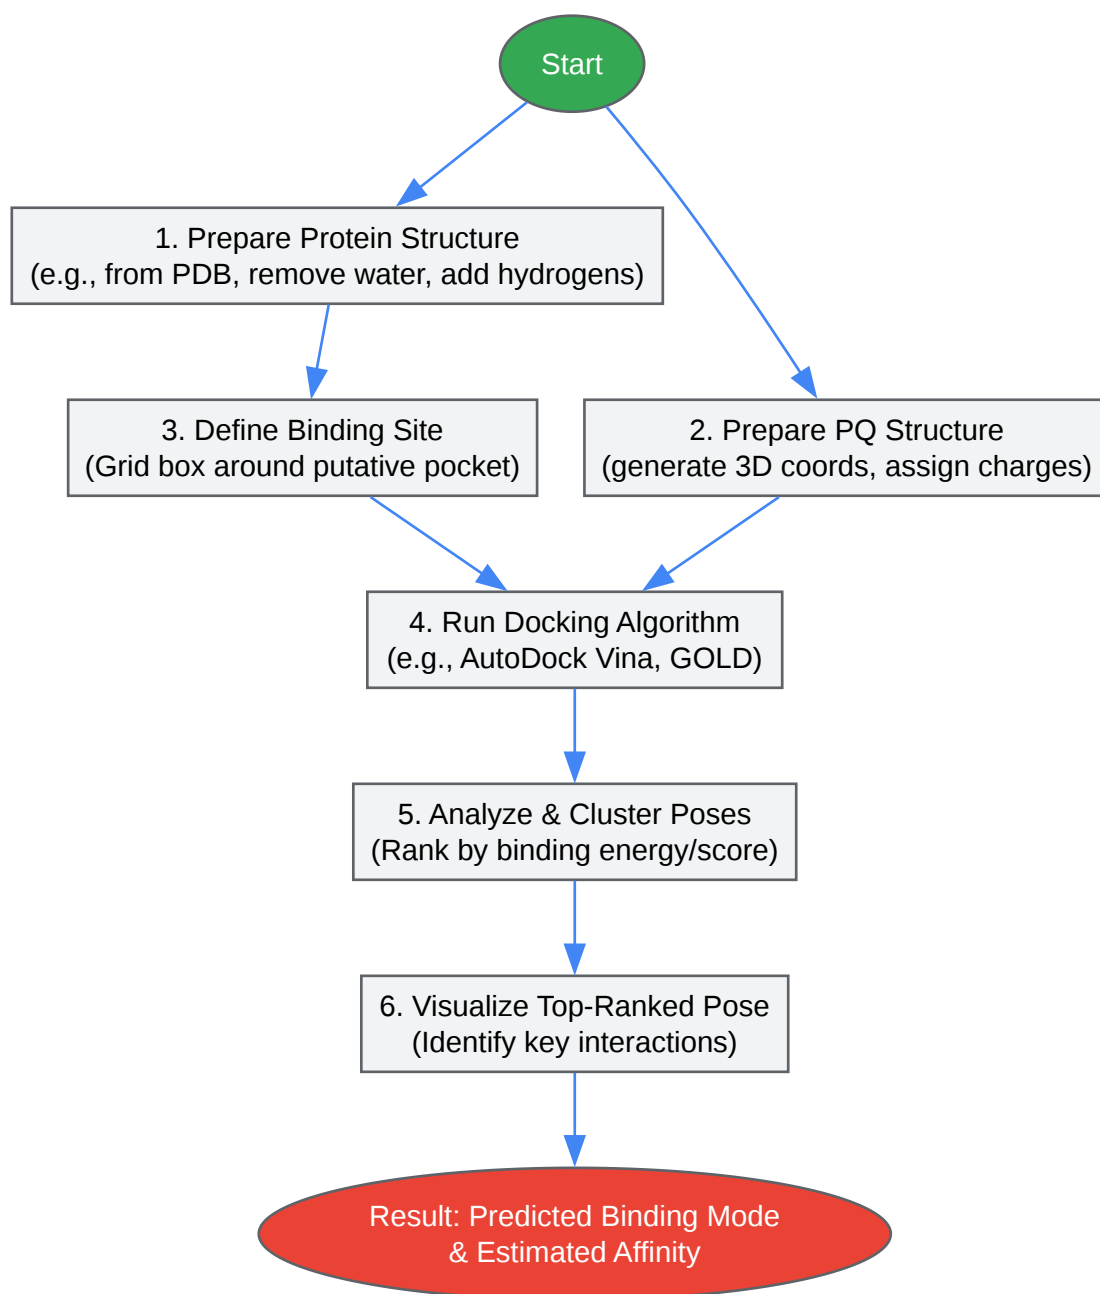 Start
1. Prepare Protein Structure
(e.g., from PDB, remove water, add hydrogens)
3. Define Binding Site
(Grid box around putative pocket)
2. Prepare PQ Structure
(generate 3D coords, assign charges)
4. Run Docking Algorithm
(e.g., AutoDock Vina, GOLD)
5. Analyze & Cluster Poses
(Rank by binding energy/score)
6. Visualize Top-Ranked Pose
(Identify key interactions)
Result: Predicted Binding Mode
& Estimated Affinity